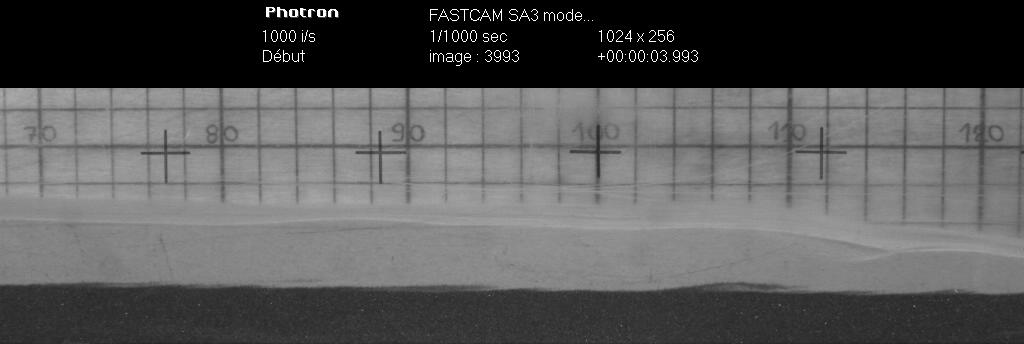 Photron
FASTCAM SA3 mode...
1000 i/s
1/1000 sec
1024 x 256
Début
image : 3993
+00:00:03.993
70 80 90 100 110 120